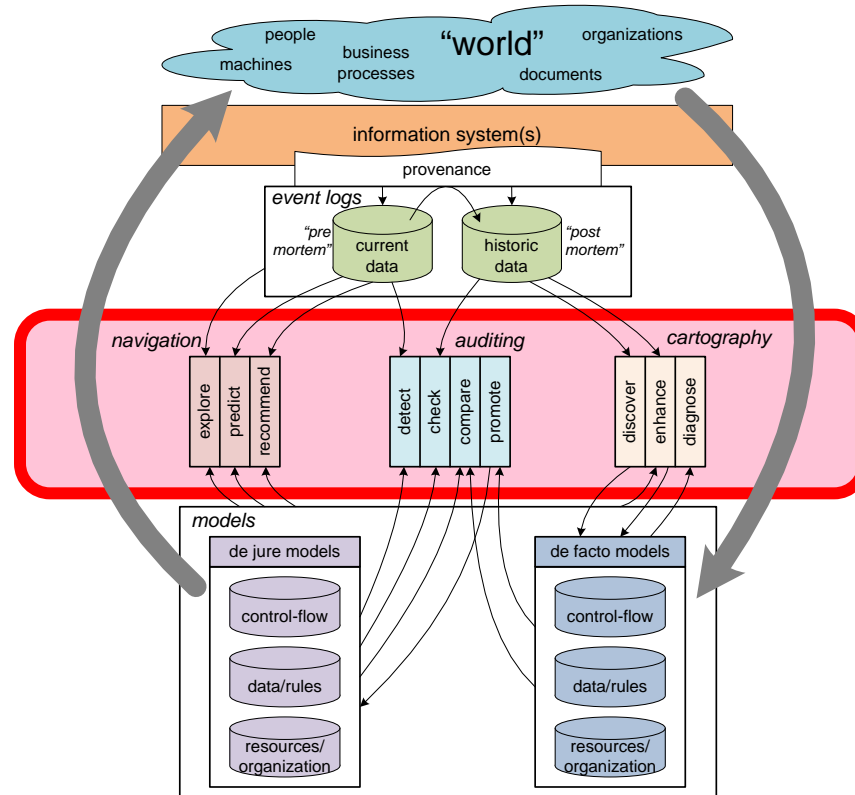 people
organizations
"world"
business
processes
machines
documents
information system(s)
provenance
event logs
"pre
mortem"
current
data
historic
data
"post
mortem"
navigation
auditing
cartography
explore
predict
recommend
detect
check
compare
promote
discover
enhance
diagnose
models
de jure models
de facto models
control-flow
control-flow
data/rules
data/rules
resources/
organization
resources/
organization